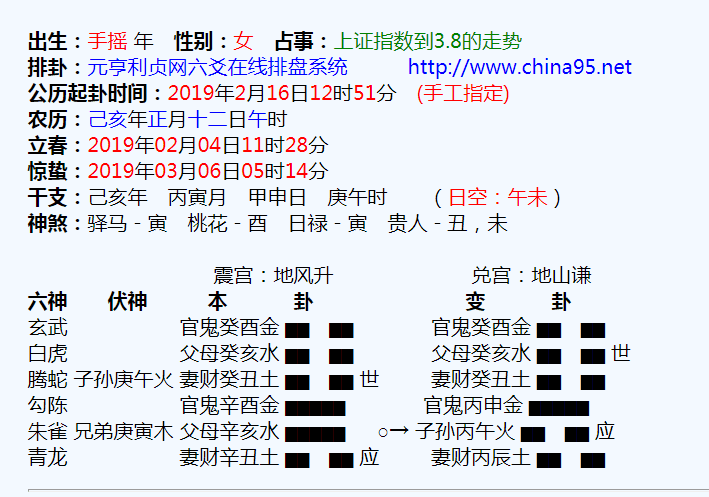 出生：手摇 年 性别：女 占事：上证指数到3.8的走势
排卦：元亨利贞网六爻在线排盘系统 http://www.china95.net
公历起卦时间：2019年2月16日12时51分 (手工指定)
农历：己亥年正月十二日午时
立春：2019年02月04日11时28分
惊蛰：2019年03月06日05时14分
干支：己亥年 丙寅月 甲申日 庚午时 （日空：午未）
神煞：驿马－寅 桃花－酉 日禄－寅 贵人－丑，未
震宫：地风升 兑宫：地山谦
六神 伏神 本 卦 变 卦
玄武 官鬼癸酉金 官鬼癸酉金
白虎 父母癸亥水 父母癸亥水 世
腾蛇 子孙庚午火 妻财癸丑土 世 妻财癸丑土
勾陈 官鬼辛酉金 官鬼丙申金
朱雀 兄弟庚寅木 父母辛亥水 ○→ 子孙丙午火 应
青龙 妻财辛丑土 应 妻财丙辰土